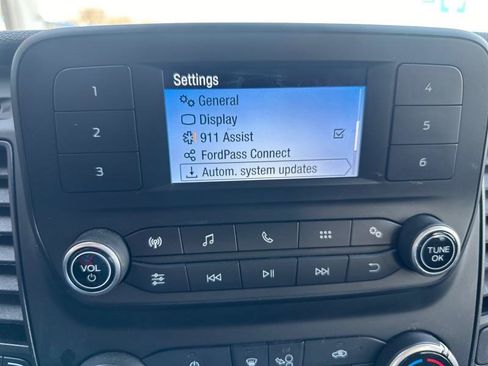 Settings
General
Display
911 Assist
FordPass Connect
Autom. system updates
1
2
3
4
5
6
VOL
TUNE
OK